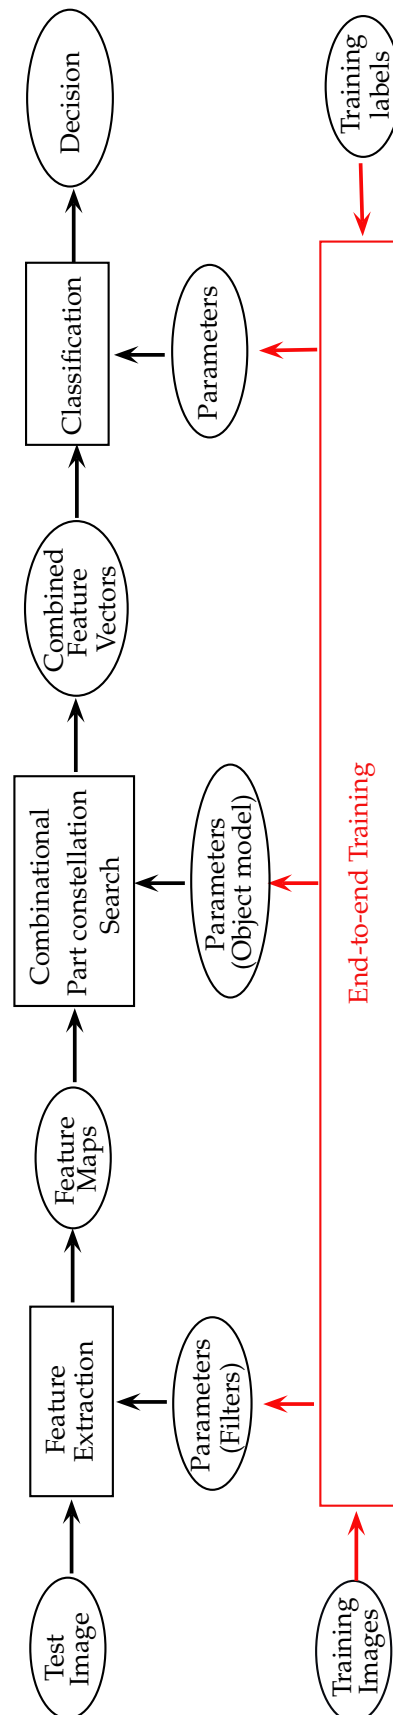 Test
Image
Feature
Extraction
Feature
Maps
Combinational
Part constellation
Search
Combined
Feature
Vectors
Classification
Decision
Parameters
(Filters)
Parameters
(Object model)
Parameters
Training
Images
End-to-end Training
Training
labels